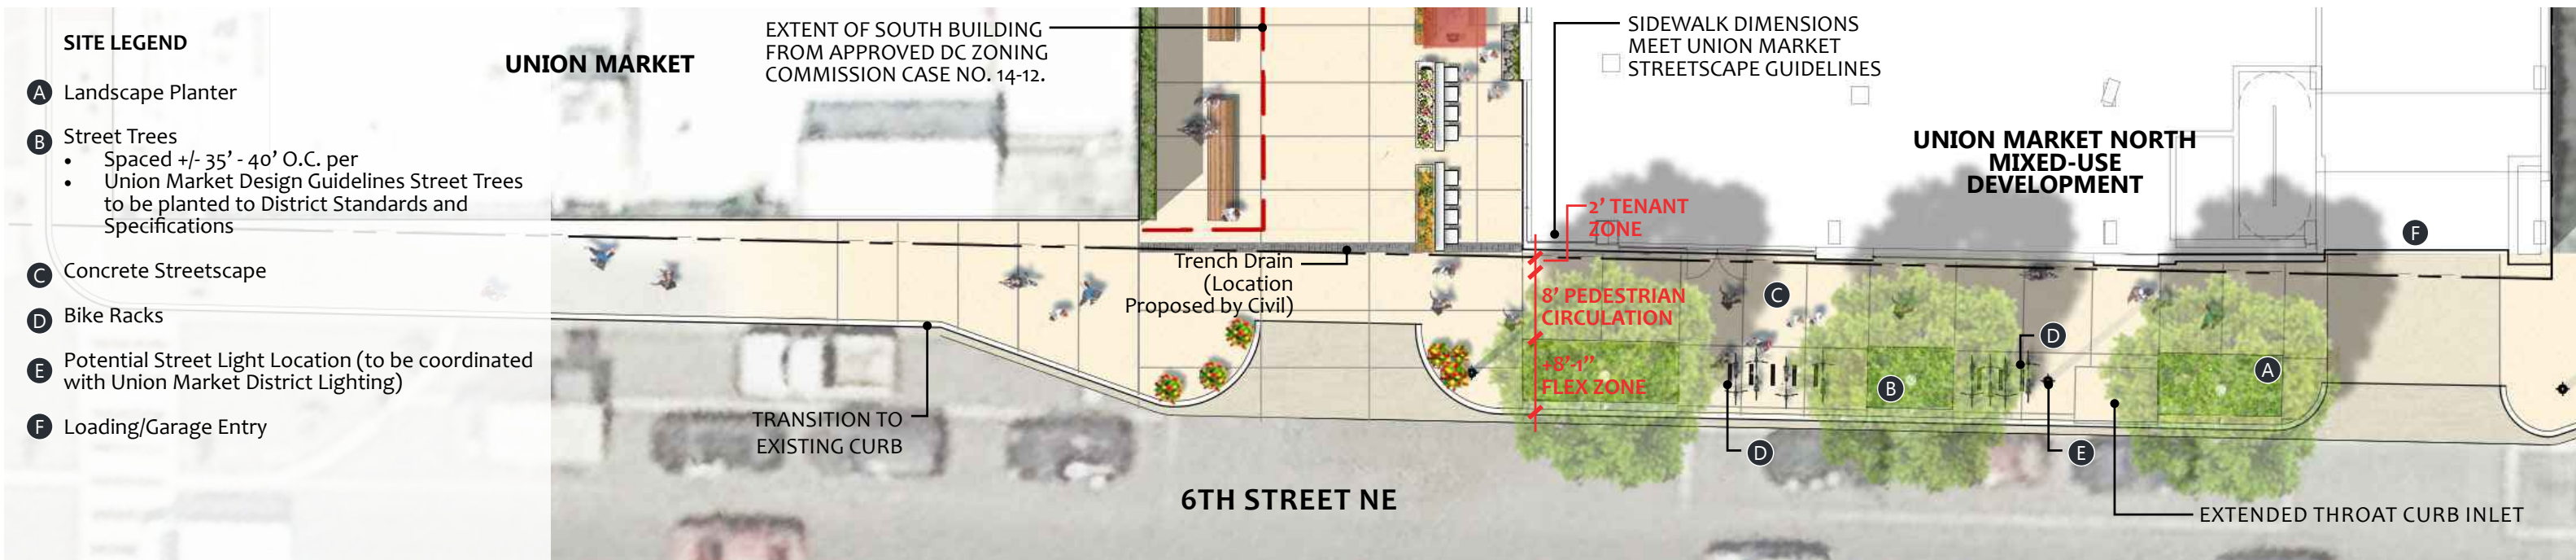 SITE LEGEND
A Landscape Planter
B Street Trees
• Spaced +/- 35' - 40' O.C. per
• Union Market Design Guidelines Street Trees
to be planted to District Standards and
Specifications
C Concrete Streetscape
D Bike Racks
E Potential Street Light Location (to be coordinated
with Union Market District Lighting)
F Loading/Garage Entry
UNION MARKET
EXTENT OF SOUTH BUILDING
FROM APPROVED DC ZONING
COMMISSION CASE NO. 14-12.
SIDEWALK DIMENSIONS
MEET UNION MARKET
STREETSCAPE GUIDELINES
UNION MARKET NORTH
MIXED-USE
DEVELOPMENT
2' TENANT
ZONE
F
Trench Drain
(Location
Proposed by Civil)
8' PEDESTRIAN
CIRCULATION
C
D
+8'-1"
FLEX ZONE
B
A
TRANSITION TO
EXISTING CURB
D
E
6TH STREET NE
EXTENDED THROAT CURB INLET